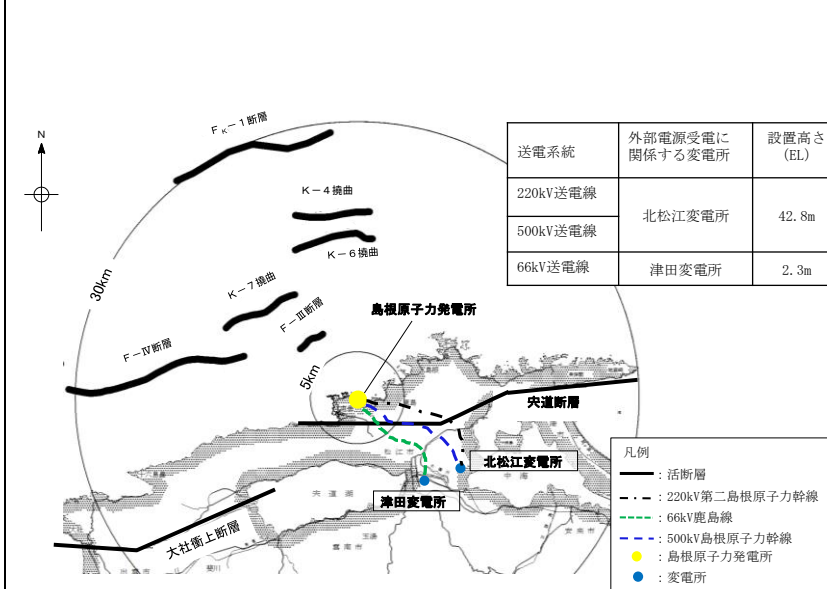 FK-1断層
N
K-4撓曲
K-6撓曲
30km
K-7撓曲
F-Ⅲ断層
F-Ⅳ断層
島根原子力発電所
5km
宍道断層
北松江変電所
津田変電所
大社衝上断層
松江市
宍道湖
中海
送電系統
外部電源受電に
関係する変電所
設置高さ
(EL)
220kV送電線
500kV送電線
北松江変電所
42.8m
66kV送電線
津田変電所
2.3m
凡例
：活断層
：220kV第二島根原子力幹線
：66kV鹿島線
：500kV島根原子力幹線
：島根原子力発電所
：変電所